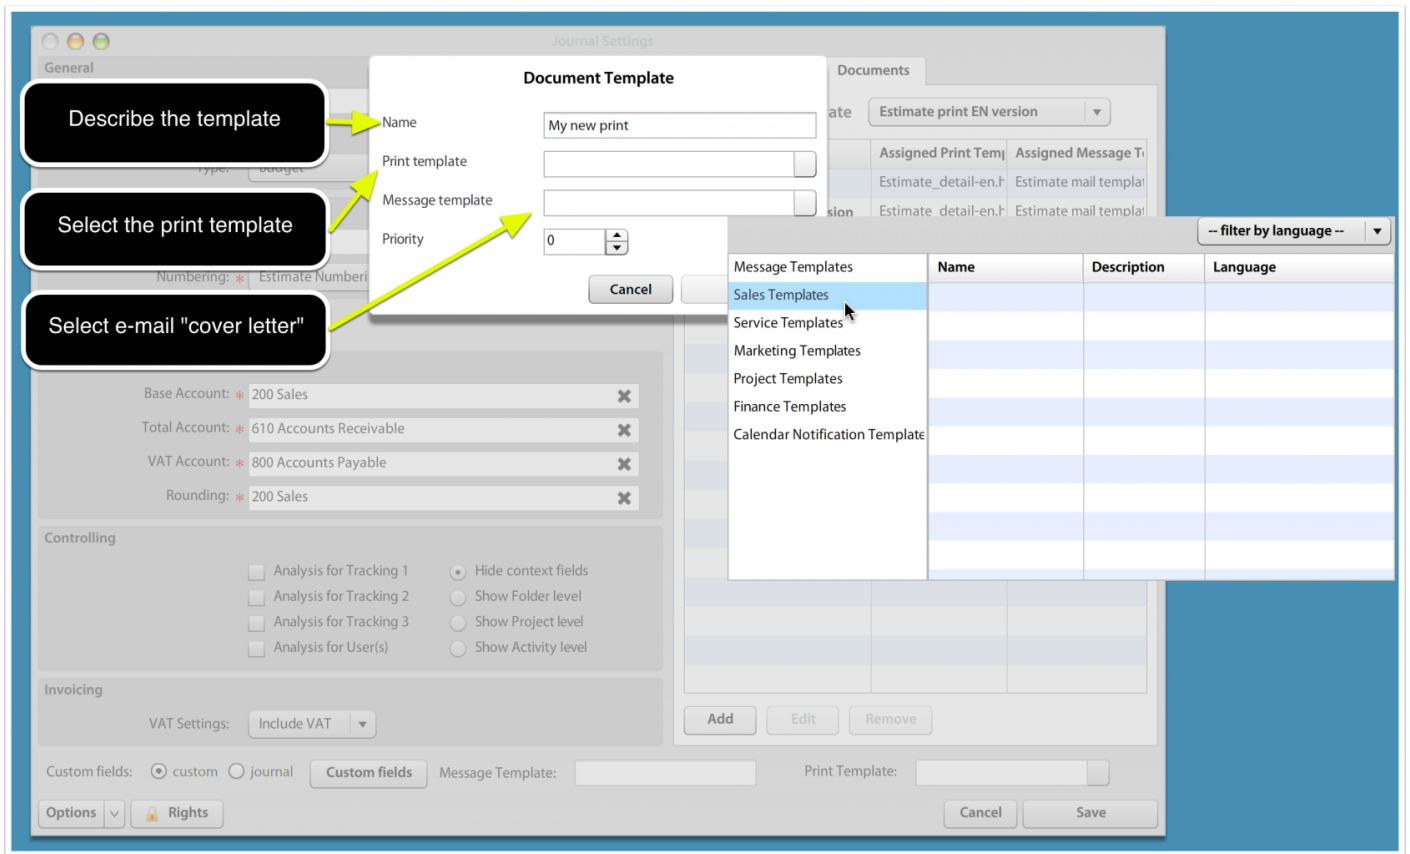 Journal Settings
General
Documents
Document Template
Describe the template
Name
My new print
ate
Estimate print EN version
Print template
Assigned Print Temp
Assigned Message T
Type:
Budget
Estimate_detail-en.h
Estimate mail templat
Select the print template
Message template
sion
Estimate_detail-en.h
Estimate mail templat
Priority
0
-- filter by language --
Numbering: *
Estimate Numberi
Cancel
Message Templates
Name
Description
Language
Sales Templates
Select e-mail "cover letter"
Service Templates
Marketing Templates
Project Templates
Finance Templates
Calendar Notification Template
Base Account: * 200 Sales
Total Account: * 610 Accounts Receivable
VAT Account: * 800 Accounts Payable
Rounding: * 200 Sales
Controlling
Analysis for Tracking 1
Hide context fields
Analysis for Tracking 2
Show Folder level
Analysis for Tracking 3
Show Project level
Analysis for User(s)
Show Activity level
Invoicing
VAT Settings:
Include VAT
Add
Edit
Remove
Custom fields:
custom
journal
Custom fields
Message Template:
Print Template:
Options
Rights
Cancel
Save